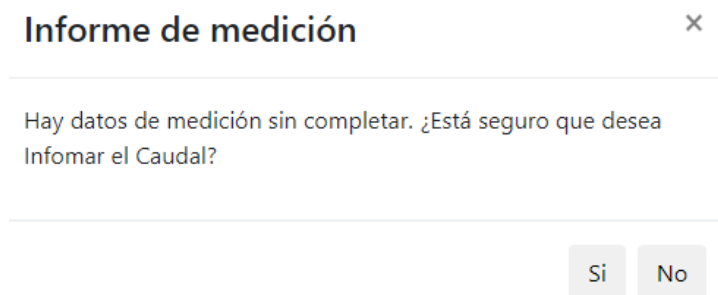 Informe de medición ×
Hay datos de medición sin completar. ¿Está seguro que desea
Infomar el Caudal?
Si No